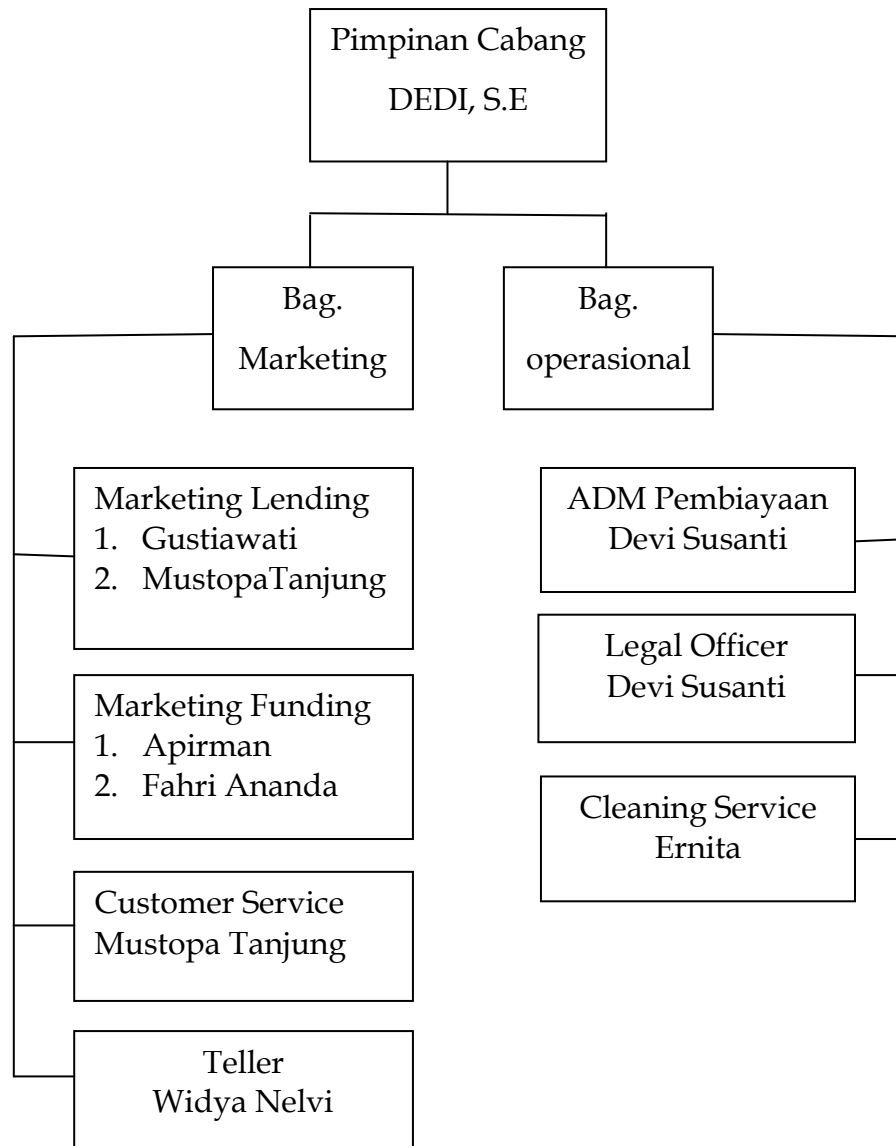 Pimpinan Cabang
DEDI, S.E
Bag.
Marketing
Bag.
operasional
Marketing Lending
1. Gustiawati
2. MustopaTanjung
Marketing Funding
1. Apirman
2. Fahri Ananda
Customer Service
Mustopa Tanjung
Teller
Widya Nelvi
ADM Pembiayaan
Devi Susanti
Legal Officer
Devi Susanti
Cleaning Service
Ernita